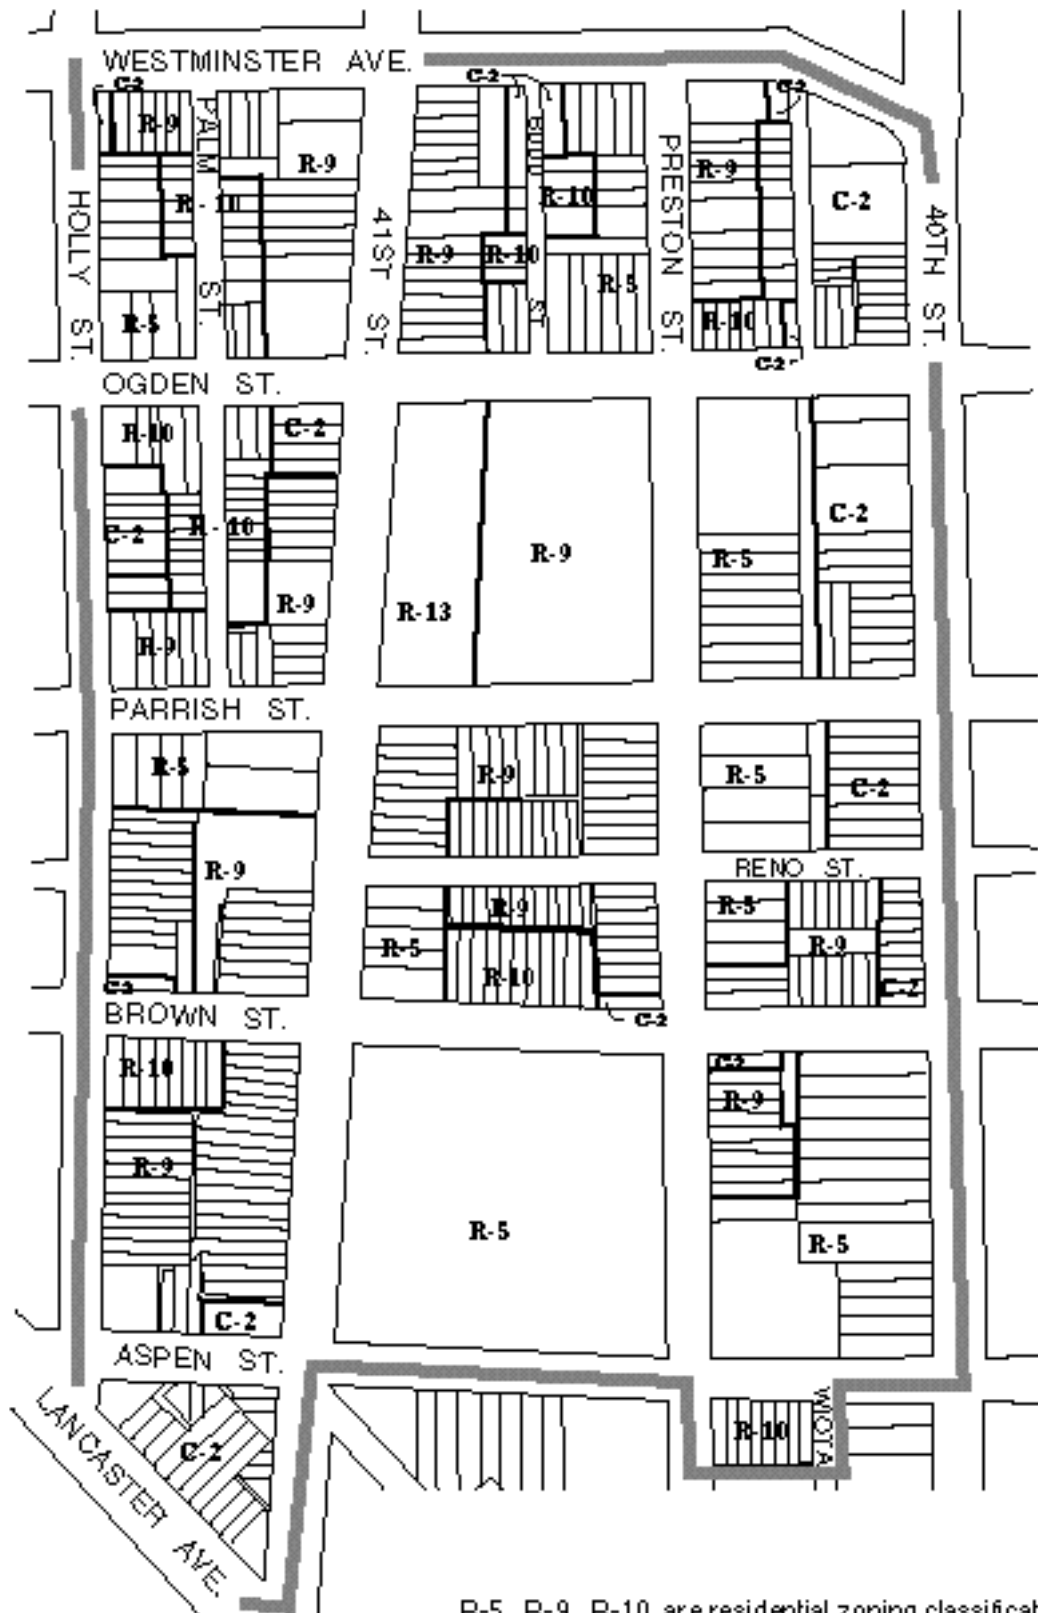 WESTMINSTER AVE.
C-2
C-2
C-2
R-9
PALM ST.
R-9
BUDD ST.
PRESTON ST.
R-9
C-2
HOLLY ST.
R-10
41ST ST.
R-9
R-10
R-10
R-5
40TH ST.
R-5
R-10
C-2
OGDEN ST.
R-10
C-2
C-2
R-10
R-9
R-13
R-9
R-5
C-2
R-9
PARRISH ST.
R-5
R-9
R-5
C-2
R-9
RENO ST.
R-9
R-5
R-5
R-10
R-9
C-2
C-2
C-2
BROWN ST.
R-10
C-2
R-9
R-9
R-5
R-5
C-2
ASPEN ST.
LANCASTER AVE.
C-2
R-10
WIOTA
R-5, R-9, R-10 are residential zoning